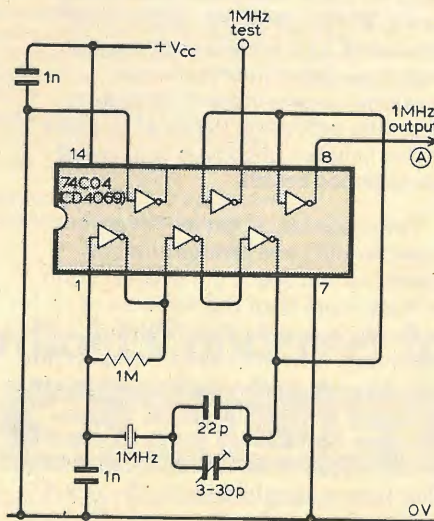 1MHz
test
+ Vcc
1n
1MHz
output
A
14
8
74C04
(CD4069)
1
7
1M
22p
1MHz
3-30p
1n
0V